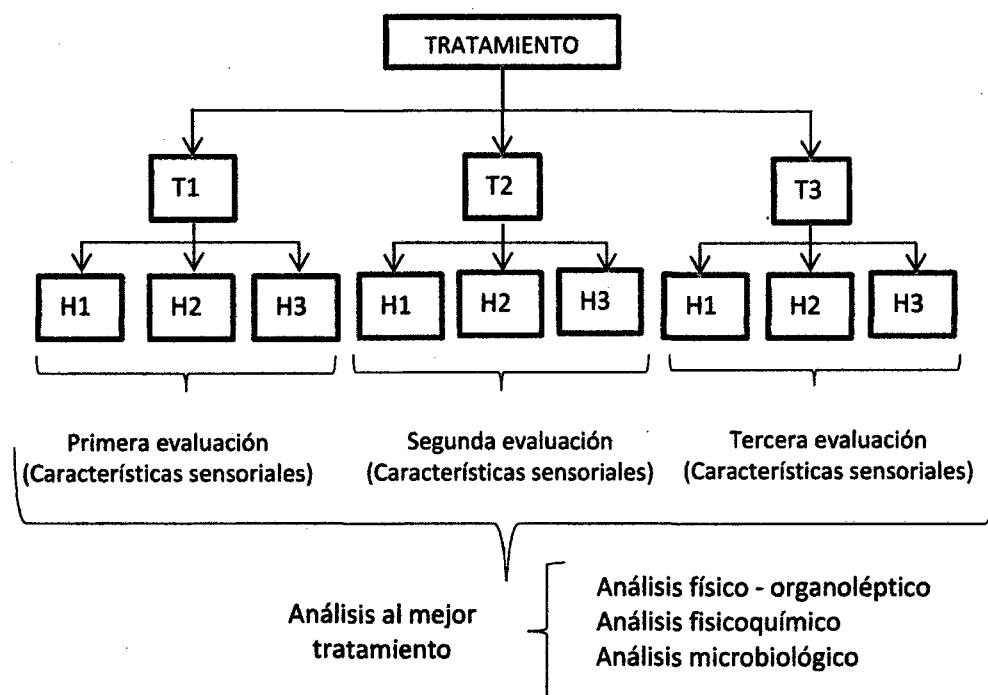 TRATAMIENTO
T1
T2
T3
H1
H2
H3
H1
H2
H3
H1
H2
H3
Primera evaluación
(Características sensoriales)
Segunda evaluación
(Características sensoriales)
Tercera evaluación
(Características sensoriales)
Análisis al mejor
tratamiento
Análisis físico - organoléptico
Análisis fisicoquímico
Análisis microbiológico